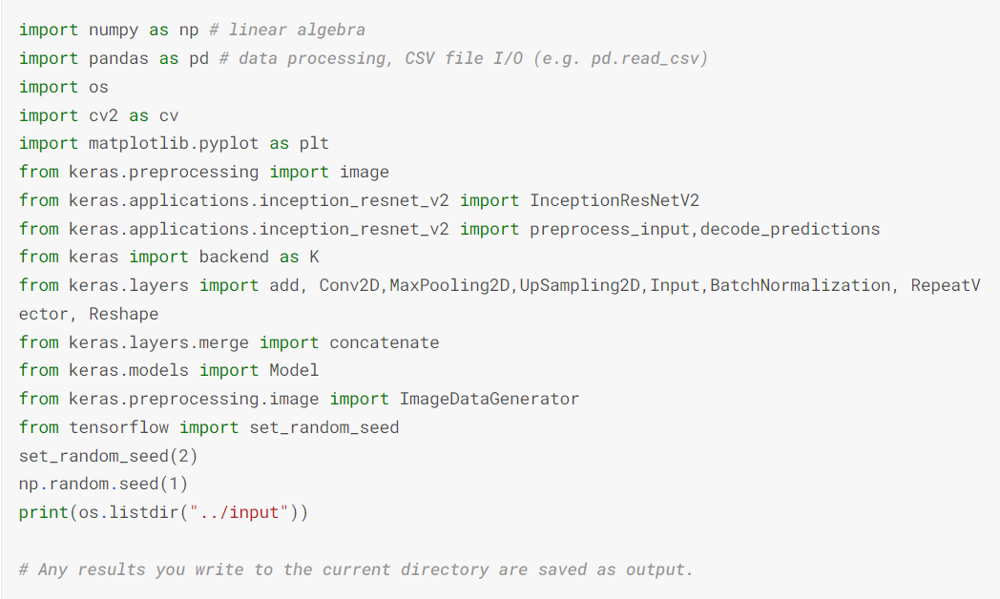 import numpy as np # linear algebra
import pandas as pd # data processing, CSV file I/O (e.g. pd.read_csv)
import os
import cv2 as cv
import matplotlib.pyplot as plt
from keras.preprocessing import image
from keras.applications.inception_resnet_v2 import InceptionResNetV2
from keras.applications.inception_resnet_v2 import preprocess_input,decode_predictions
from keras import backend as K
from keras.layers import add, Conv2D,MaxPooling2D,UpSampling2D,Input,BatchNormalization, RepeatV
ector, Reshape
from keras.layers.merge import concatenate
from keras.models import Model
from keras.preprocessing.image import ImageDataGenerator
from tensorflow import set_random_seed
set_random_seed(2)
np.random.seed(1)
print(os.listdir("../input"))
# Any results you write to the current directory are saved as output.